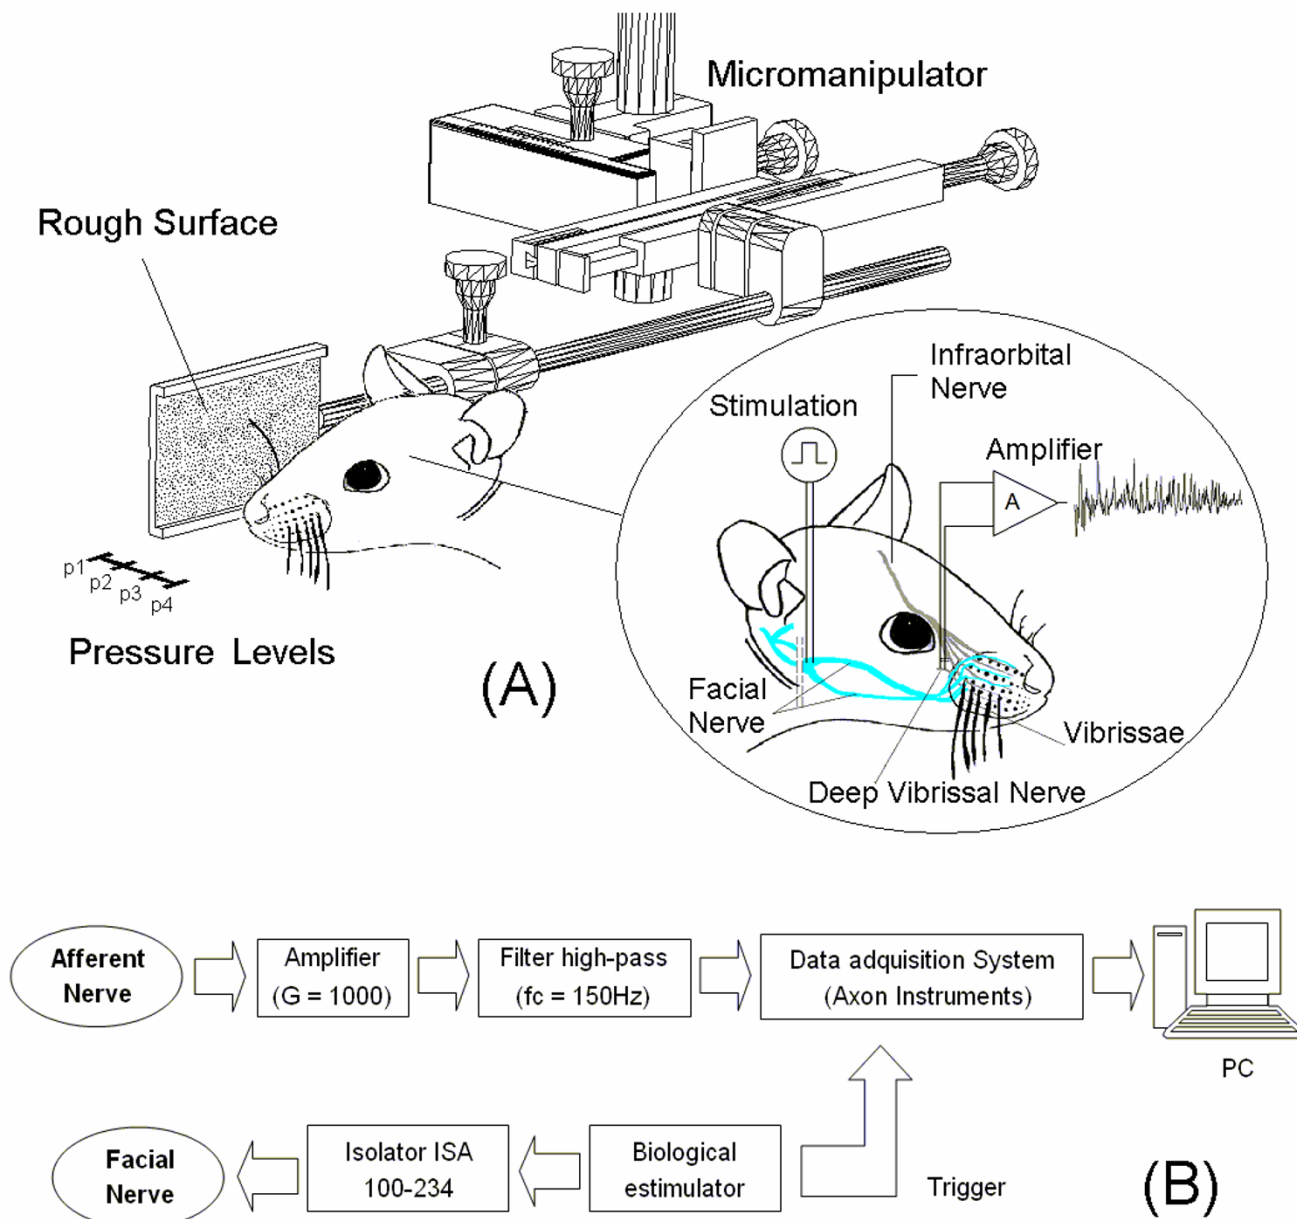 Micromanipulator
Rough Surface
Infraorbital
Nerve
Stimulation
Amplifier
A
p1
p2
p3
p4
Pressure Levels
(A)
Facial
Nerve
Vibrissae
Deep Vibrissal Nerve
Afferent
Nerve
Amplifier
(G = 1000)
Filter high-pass
(fc = 150Hz)
Data adquisition System
(Axon Instruments)
PC
Facial
Nerve
Isolator ISA
100-234
Biological
estimulator
Trigger
(B)